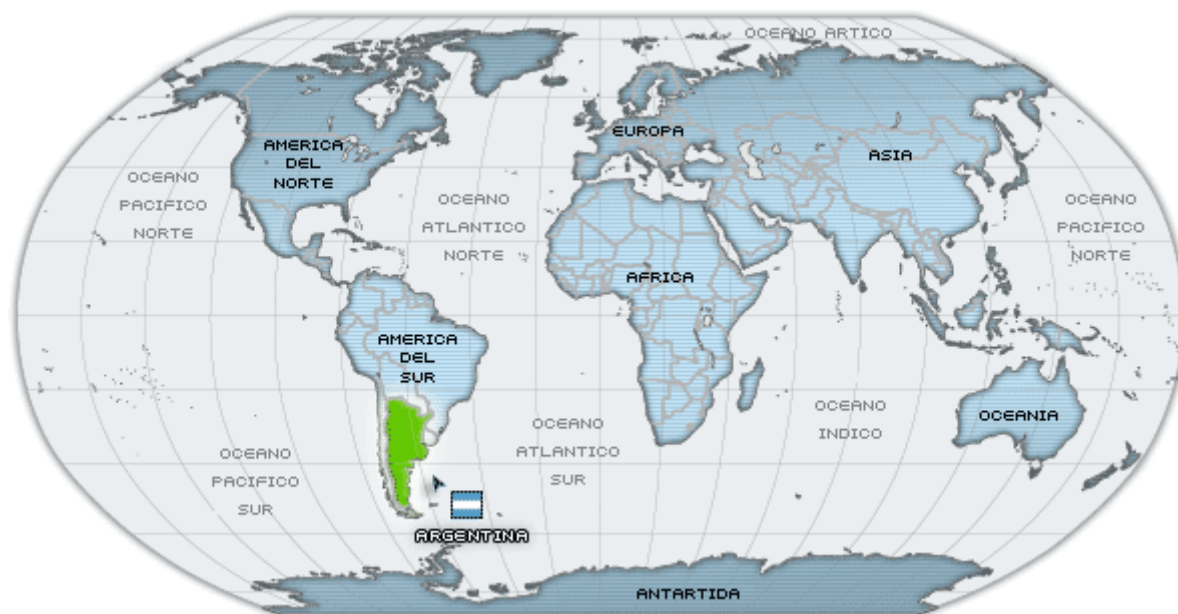 OCEANO ARTICO
EUROPA
AMERICA
DEL
NORTE
ASIA
OCEANO
PACIFICO
NORTE
OCEANO
ATLANTICO
NORTE
OCEANO
PACIFICO
NORTE
AFRICA
AMERICA
DEL
SUR
OCEANO
INDICO
OCEANIA
OCEANO
ATLANTICO
SUR
OCEANO
PACIFICO
SUR
ARGENTINA
ANTARTIDA